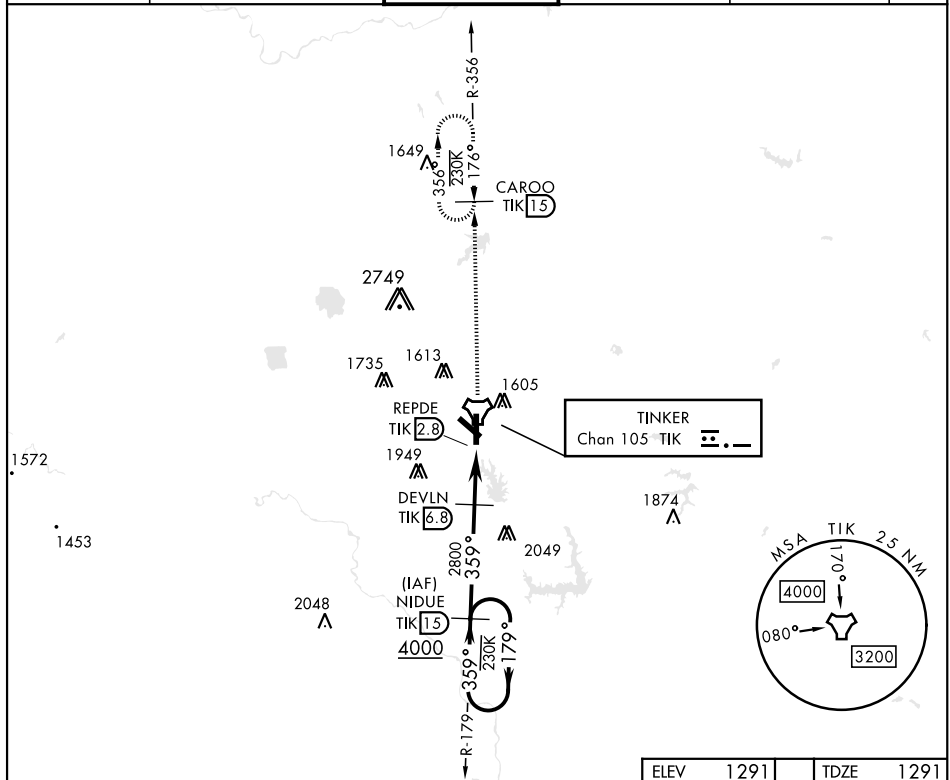 R-356
1649
356°
230K
176°
CAROO
TIK 15
2749
1735
1613
1605
REPDE
TIK 2.8
TINKER
Chan 105 TIK
1949
1572
DEVLN
TIK 6.8
1874
1453
2049
2800
359°
MSA TIK 25 NM
170°
4000
080°
3200
(IAF)
NIDUE
TIK 15
4000
2048
359°
230K
179°
R-179
ELEV 1291
TDZE 1291